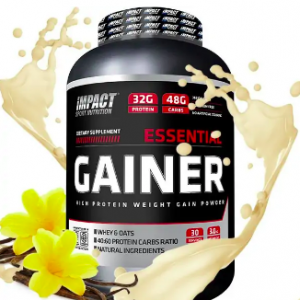 IMPACT
SPORT NUTRITION
32G
PROTEIN
48G
CARBS
DIETARY SUPPLEMENT
ESSENTIAL
GAINER
HIGH PROTEIN WEIGHT GAIN POWDER
WHEY & OATS
40:60 PROTEIN CARBS RATIO
NATURAL INGREDIENTS
30